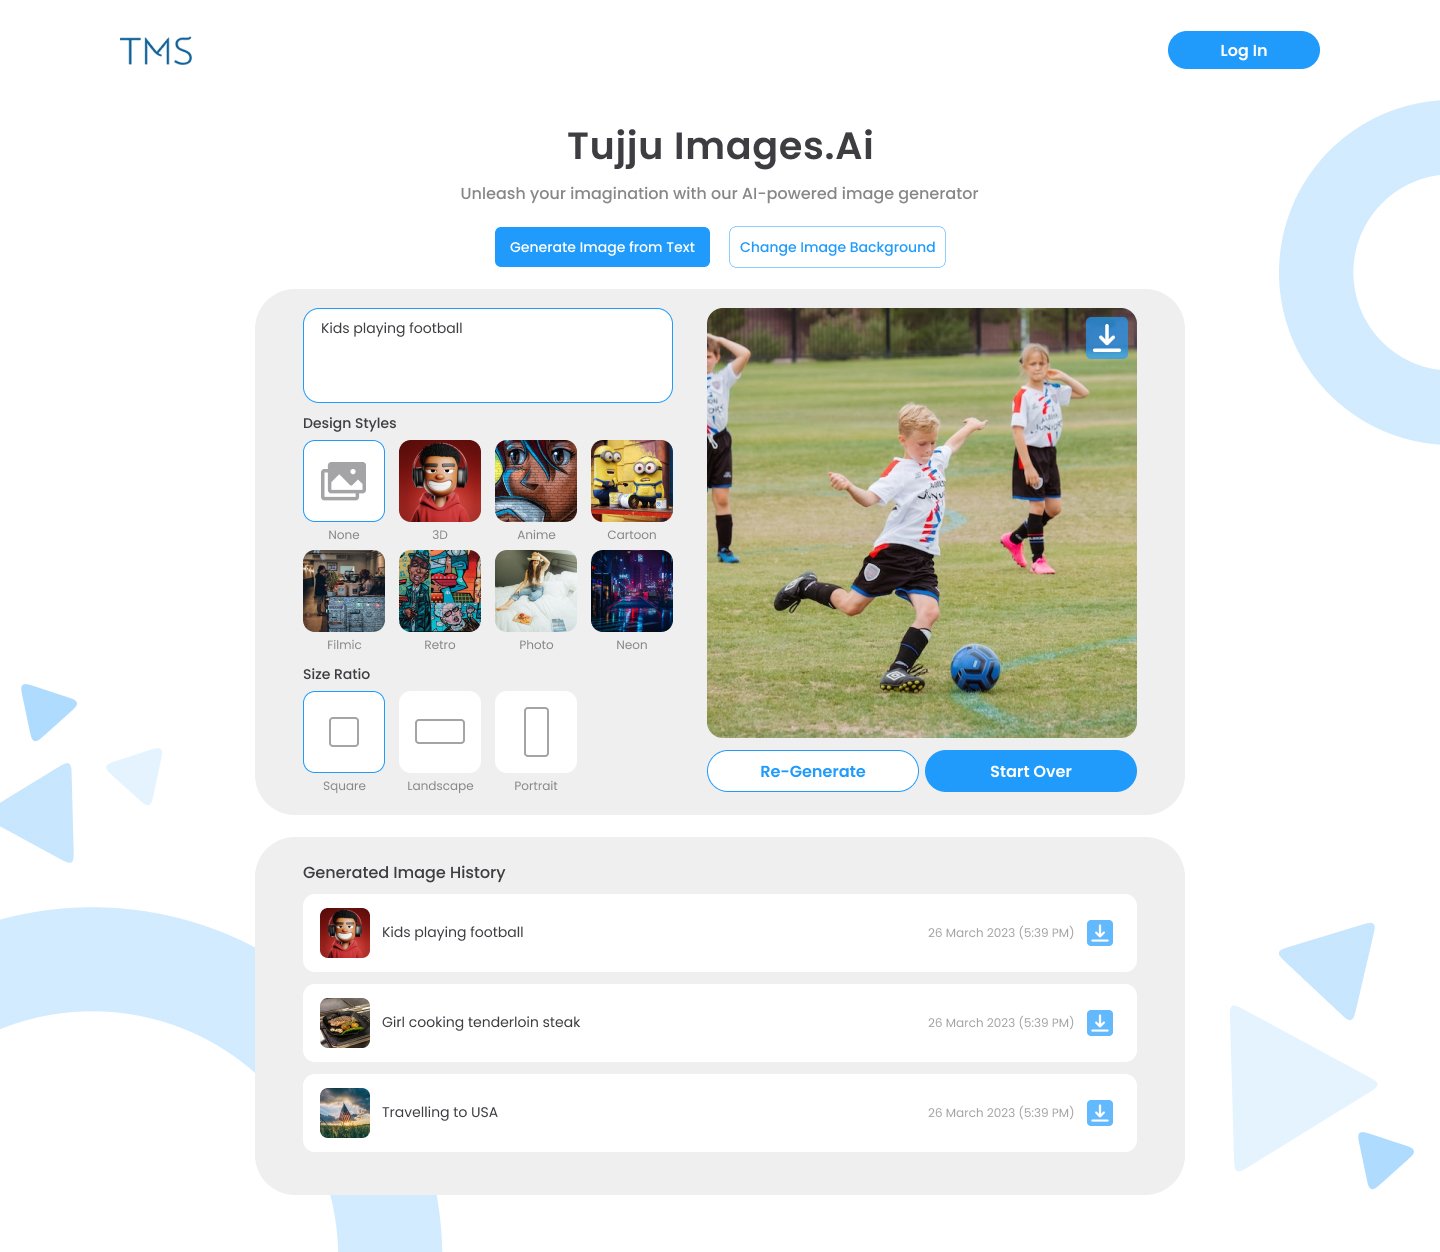 TMS
Log In
Tujju Images.Ai
Unleash your imagination with our AI-powered image generator
Generate Image from Text
Change Image Background
Kids playing football
Design Styles
None
3D
Anime
Cartoon
Filmic
Retro
Photo
Neon
Size Ratio
Square
Landscape
Portrait
Re-Generate
Start Over
Generated Image History
Kids playing football
26 March 2023 (5:39 PM)
Girl cooking tenderloin steak
26 March 2023 (5:39 PM)
Travelling to USA
26 March 2023 (5:39 PM)